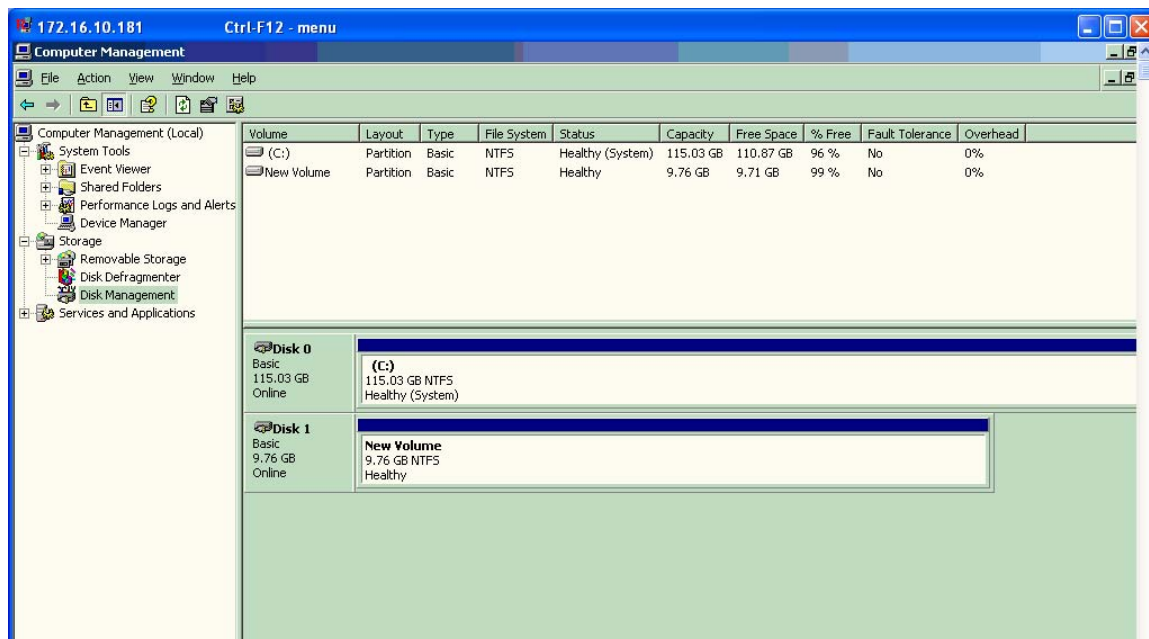 172.16.10.181 Ctrl-F12 - menu
Computer Management
File Action View Window Help
Computer Management (Local)
System Tools
Event Viewer
Shared Folders
Performance Logs and Alerts
Device Manager
Storage
Removable Storage
Disk Defragmenter
Disk Management
Services and Applications
Volume Layout Type File System Status Capacity Free Space % Free Fault Tolerance Overhead
(C:) Partition Basic NTFS Healthy (System) 115.03 GB 110.87 GB 96 % No 0%
New Volume Partition Basic NTFS Healthy 9.76 GB 9.71 GB 99 % No 0%
Disk 0
Basic
115.03 GB
Online
(C:)
115.03 GB NTFS
Healthy (System)
Disk 1
Basic
9.76 GB
Online
New Volume
9.76 GB NTFS
Healthy